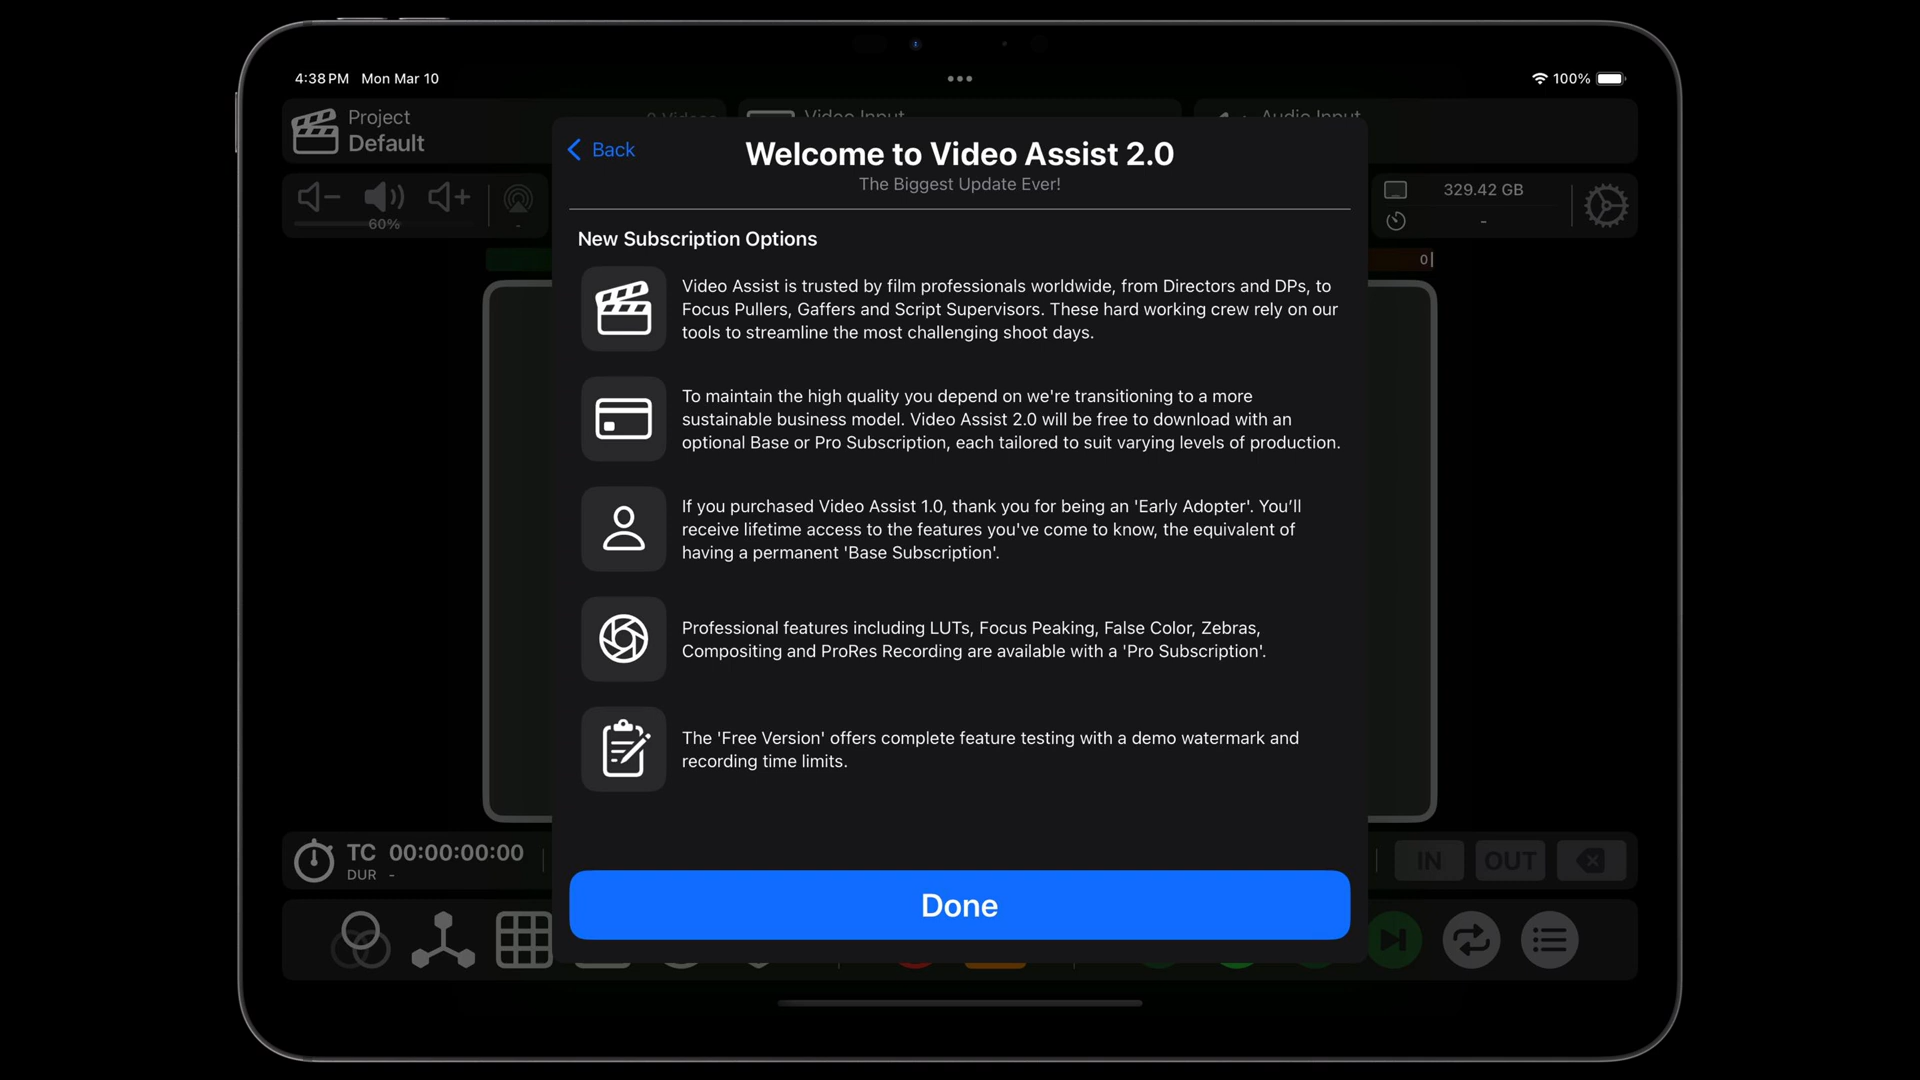 4:38 PM Mon Mar 10
100%
Project
Default
0 Videos
Video Input
Audio Input
Back
Welcome to Video Assist 2.0
The Biggest Update Ever!
60%
-
329.42 GB
-
0
New Subscription Options
Video Assist is trusted by film professionals worldwide, from Directors and DPs, to
Focus Pullers, Gaffers and Script Supervisors. These hard working crew rely on our
tools to streamline the most challenging shoot days.
To maintain the high quality you depend on we're transitioning to a more
sustainable business model. Video Assist 2.0 will be free to download with an
optional Base or Pro Subscription, each tailored to suit varying levels of production.
If you purchased Video Assist 1.0, thank you for being an 'Early Adopter'. You’ll
receive lifetime access to the features you've come to know, the equivalent of
having a permanent 'Base Subscription'.
Professional features including LUTs, Focus Peaking, False Color, Zebras,
Compositing and ProRes Recording are available with a 'Pro Subscription'.
The 'Free Version' offers complete feature testing with a demo watermark and
recording time limits.
TC 00:00:00:00
DUR -
IN
OUT
Done